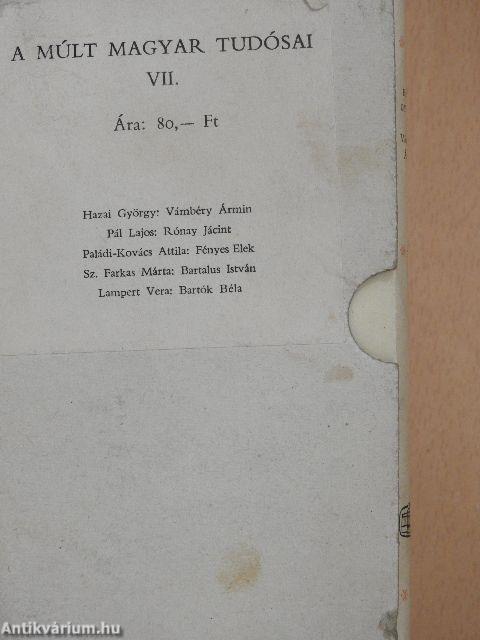 A MÚLT MAGYAR TUDÓSAI
VII.
Ára: 80,— Ft
Hazai György: Vámbéry Ármin
Pál Lajos: Rónay Jácint
Paládi-Kovács Attila: Fényes Elek
Sz. Farkas Márta: Bartalus István
Lampert Vera: Bartók Béla
Antikvárium.hu